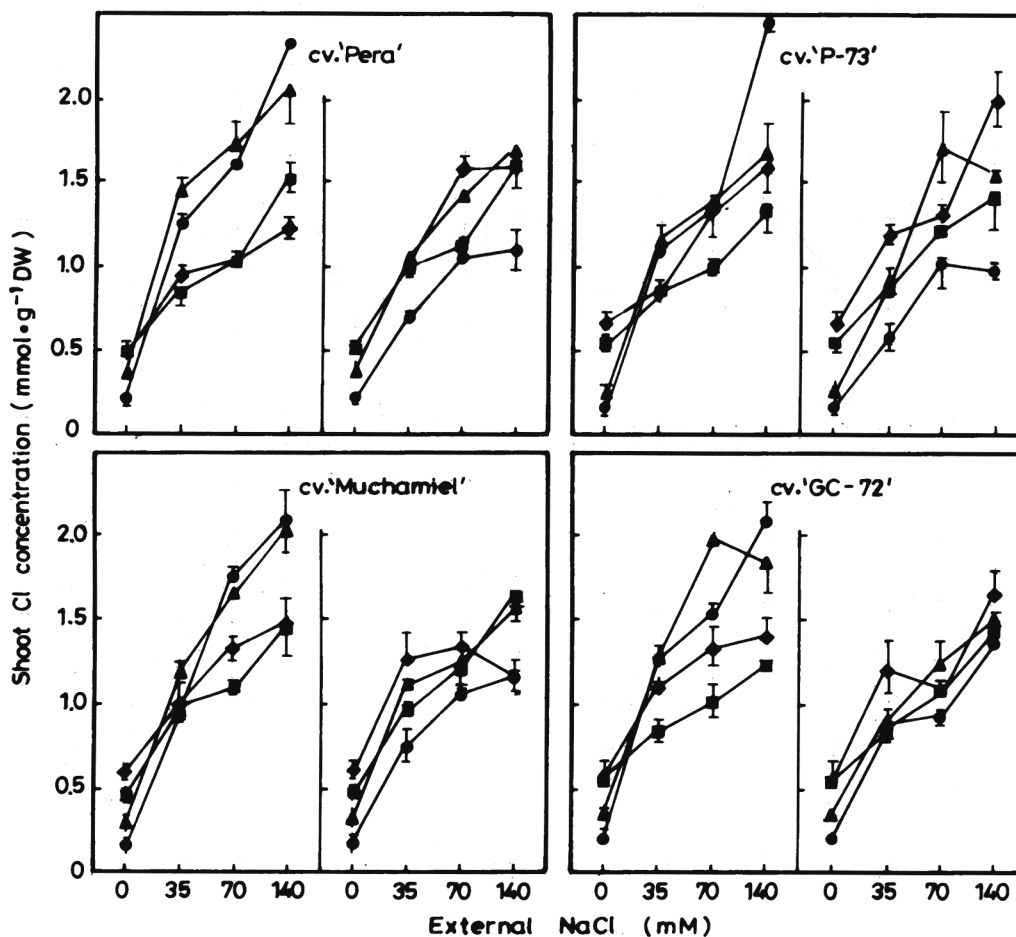 Shoot Cl concentration (mmol•g⁻¹ DW)
cv.'Pera'
cv.'P-73'
2.0
1.5
1.0
0.5
0
cv.'Muchamiel'
cv.'GC-72'
2.0
1.5
1.0
0.5
0
0 35 70 140 0 35 70 140 0 35 70 140 0 35 70 140
External NaCl (mM)